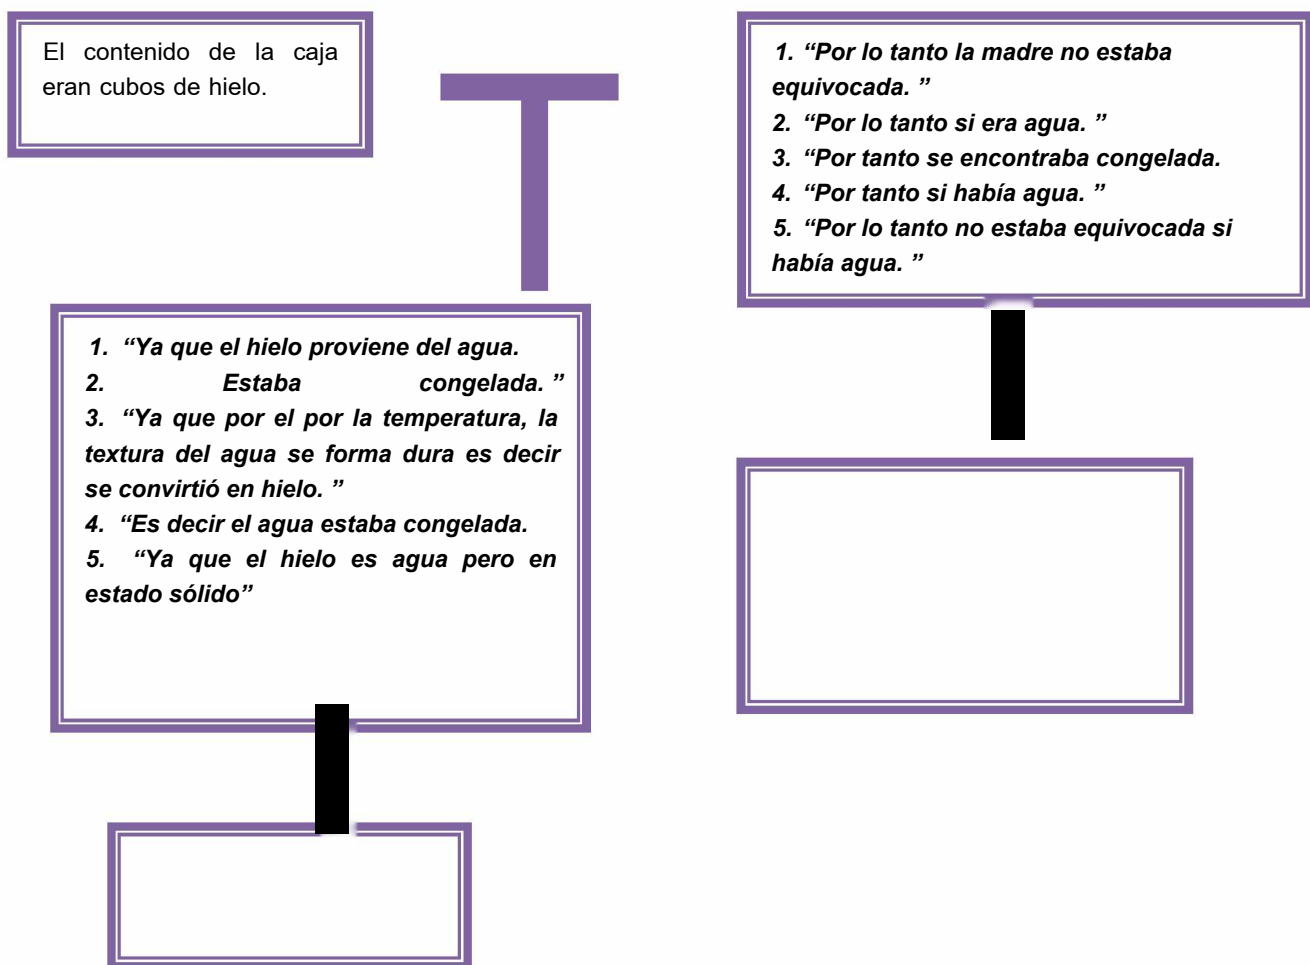 El contenido de la caja
eran cubos de hielo.
1. “Por lo tanto la madre no estaba
equivocada. ”
2. “Por lo tanto si era agua. ”
3. “Por tanto se encontraba congelada.
4. “Por tanto si había agua. ”
5. “Por lo tanto no estaba equivocada si
había agua. ”
1. “Ya que el hielo proviene del agua.
2. Estaba congelada. ”
3. “Ya que por el por la temperatura, la
textura del agua se forma dura es decir
se convirtió en hielo. ”
4. “Es decir el agua estaba congelada.
5. “Ya que el hielo es agua pero en
estado sólido”